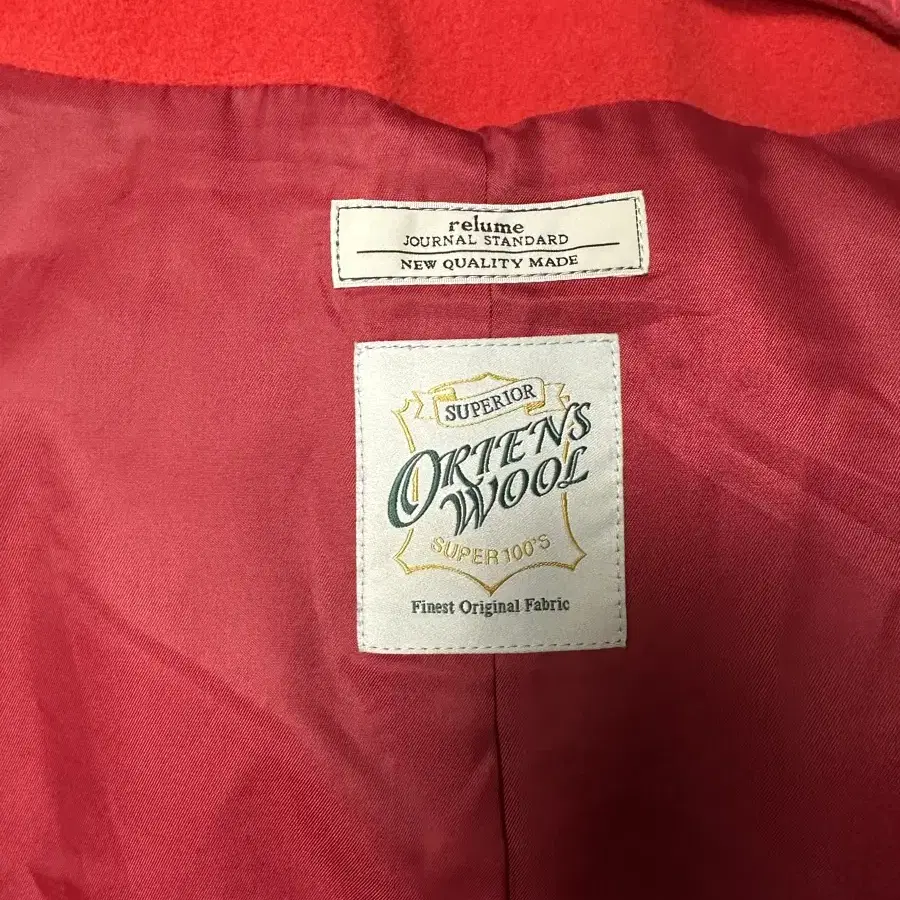 relume
JOURNAL STANDARD
NEW QUALITY MADE
SUPERIOR
ORIENS
WOOL
SUPER 100'S
Finest Original Fabric